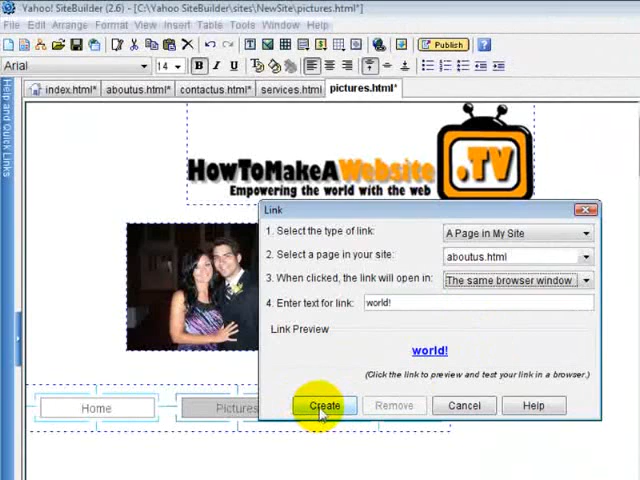 Yahoo! SiteBuilder (2.6) - [C:\Yahoo SiteBuilder\sites\NewSite\pictures.html*]
File Edit Arrange Format View Insert Table Tools Window Help
Publish
Arial 14 B I U
index.html* aboutus.html* contactus.html* services.html pictures.html*
Help and Quick Links
HowToMakeAWebsite .TV
Empowering the world with the web
Link
1. Select the type of link: A Page in My Site
2. Select a page in your site: aboutus.html
3. When clicked, the link will open in: The same browser window
4. Enter text for link: world!
Link Preview
world!
(Click the link to preview and test your link in a browser.)
Create Remove Cancel Help
Home Pictures